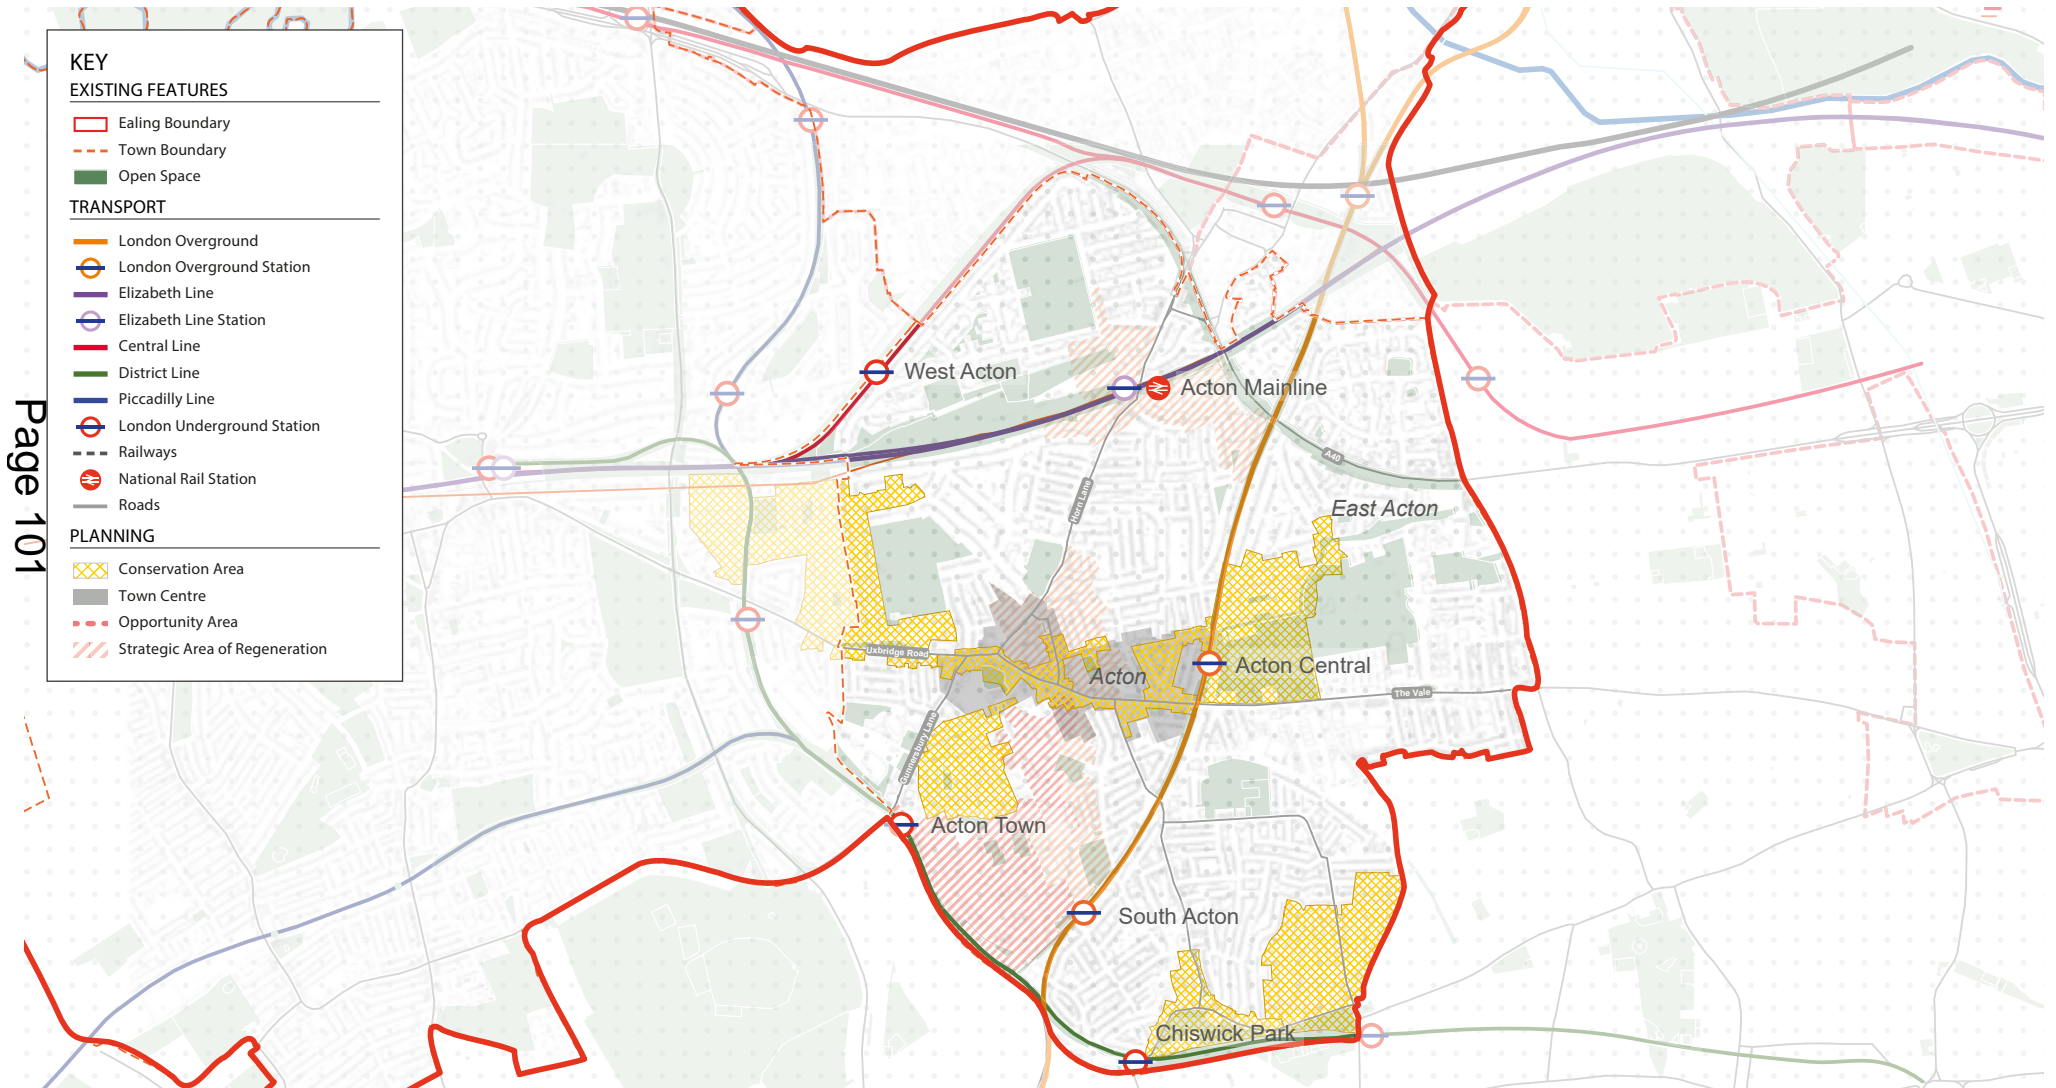 KEY
EXISTING FEATURES
Ealing Boundary
Town Boundary
Open Space
TRANSPORT
London Overground
London Overground Station
Elizabeth Line
Elizabeth Line Station
Central Line
District Line
Piccadilly Line
London Underground Station
Railways
National Rail Station
Roads
PLANNING
Conservation Area
Town Centre
Opportunity Area
Strategic Area of Regeneration
Page 101
West Acton
Acton Mainline
A40
Horn Lane
East Acton
Uxbridge Road
Acton
Acton Central
The Vale
Gunnersbury Lane
Acton Town
South Acton
Chiswick Park